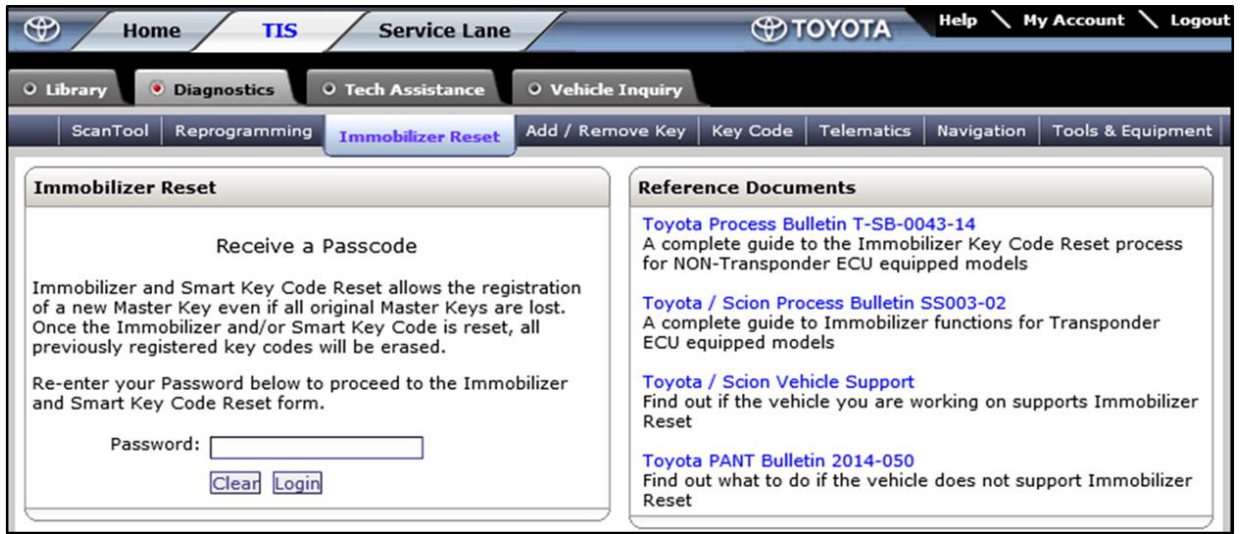 Home TIS Service Lane TOYOTA Help My Account Logout
Library Diagnostics Tech Assistance Vehicle Inquiry
ScanTool Reprogramming Immobilizer Reset Add / Remove Key Key Code Telematics Navigation Tools & Equipment
Immobilizer Reset
Receive a Passcode
Immobilizer and Smart Key Code Reset allows the registration
of a new Master Key even if all original Master Keys are lost.
Once the Immobilizer and/or Smart Key Code is reset, all
previously registered key codes will be erased.
Re-enter your Password below to proceed to the Immobilizer
and Smart Key Code Reset form.
Password:
Clear Login
Reference Documents
Toyota Process Bulletin T-SB-0043-14
A complete guide to the Immobilizer Key Code Reset process
for NON-Transponder ECU equipped models
Toyota / Scion Process Bulletin SS003-02
A complete guide to Immobilizer functions for Transponder
ECU equipped models
Toyota / Scion Vehicle Support
Find out if the vehicle you are working on supports Immobilizer
Reset
Toyota PANT Bulletin 2014-050
Find out what to do if the vehicle does not support Immobilizer
Reset